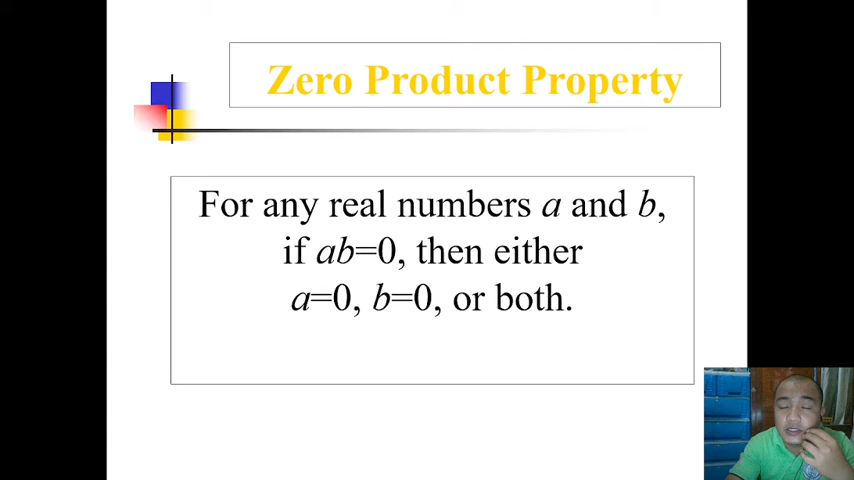 Zero Product Property
For any real numbers a and b,
if ab=0, then either
a=0, b=0, or both.